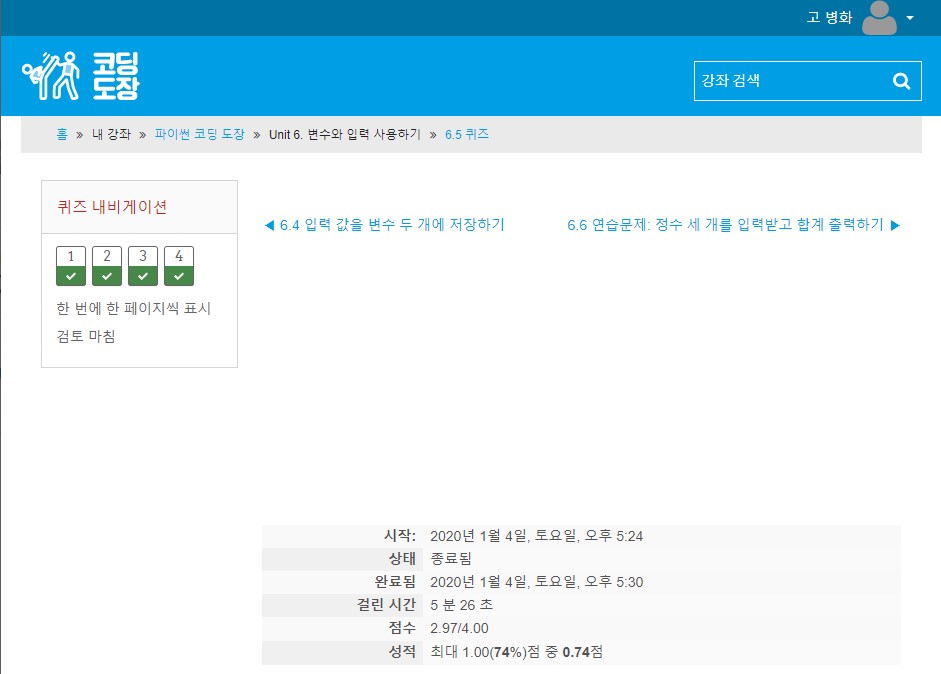 고 병화
코딩
도장
강좌 검색
홈 » 내 강좌 » 파이썬 코딩 도장 » Unit 6. 변수와 입력 사용하기 » 6.5 퀴즈
퀴즈 내비게이션
1 2 3 4
한 번에 한 페이지씩 표시
검토 마침
◀ 6.4 입력 값을 변수 두 개에 저장하기
6.6 연습문제: 정수 세 개를 입력받고 합계 출력하기 ▶
시작: 2020년 1월 4일, 토요일, 오후 5:24
상태 종료됨
완료됨 2020년 1월 4일, 토요일, 오후 5:30
걸린 시간 5 분 26 초
점수 2.97/4.00
성적 최대 1.00(74%)점 중 0.74점